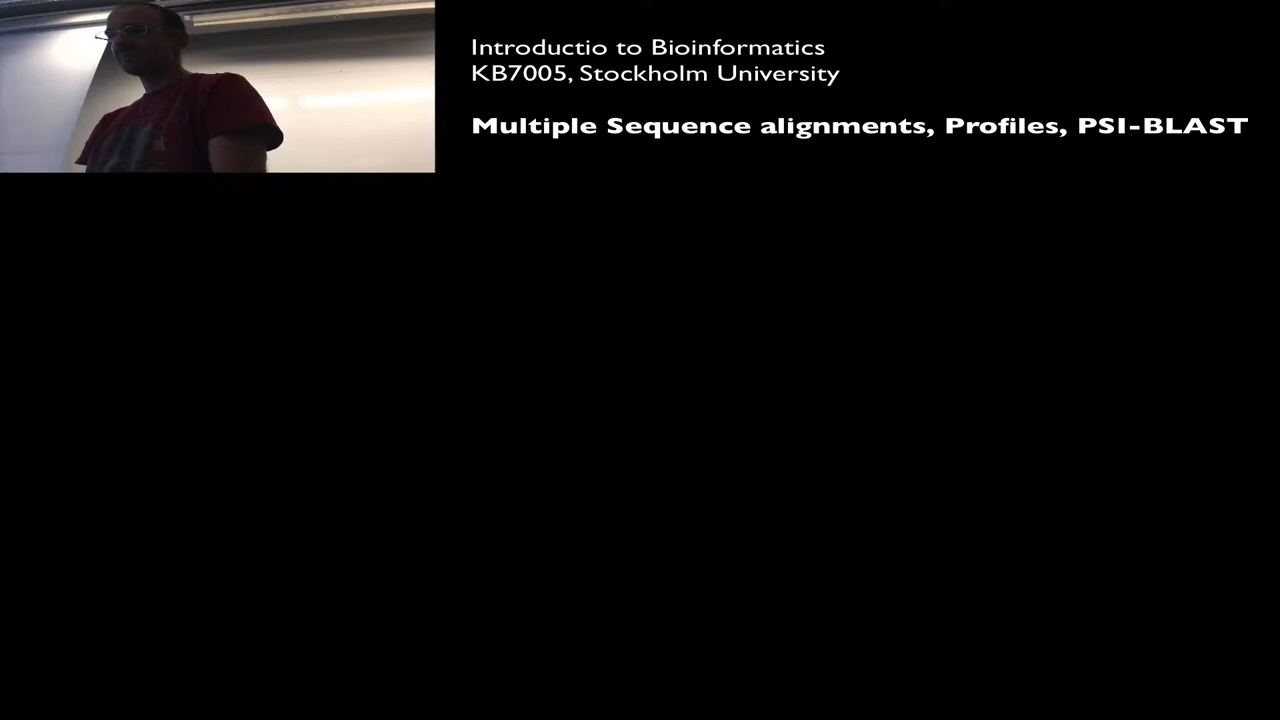 Introductio to Bioinformatics
KB7005, Stockholm University
Multiple Sequence alignments, Profiles, PSI-BLAST